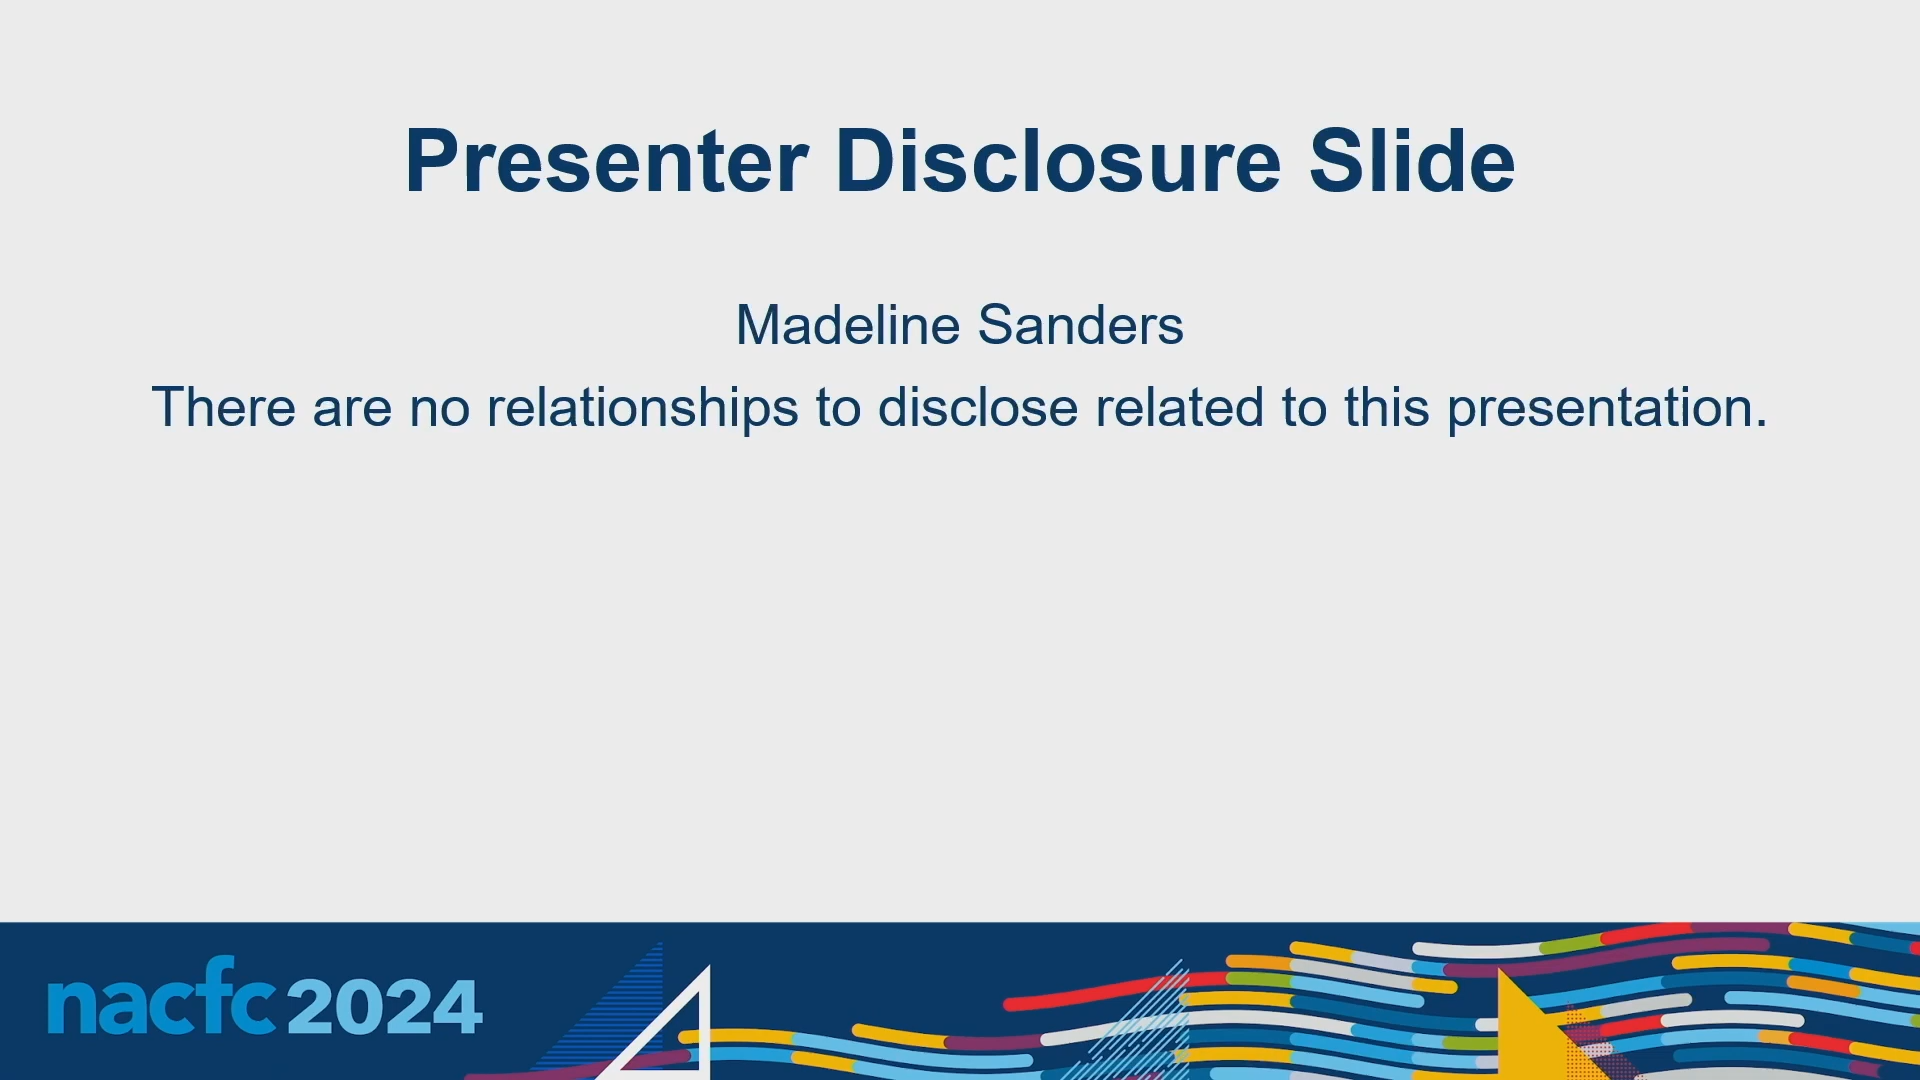 Presenter Disclosure Slide
Madeline Sanders
There are no relationships to disclose related to this presentation.
nacfc 2024